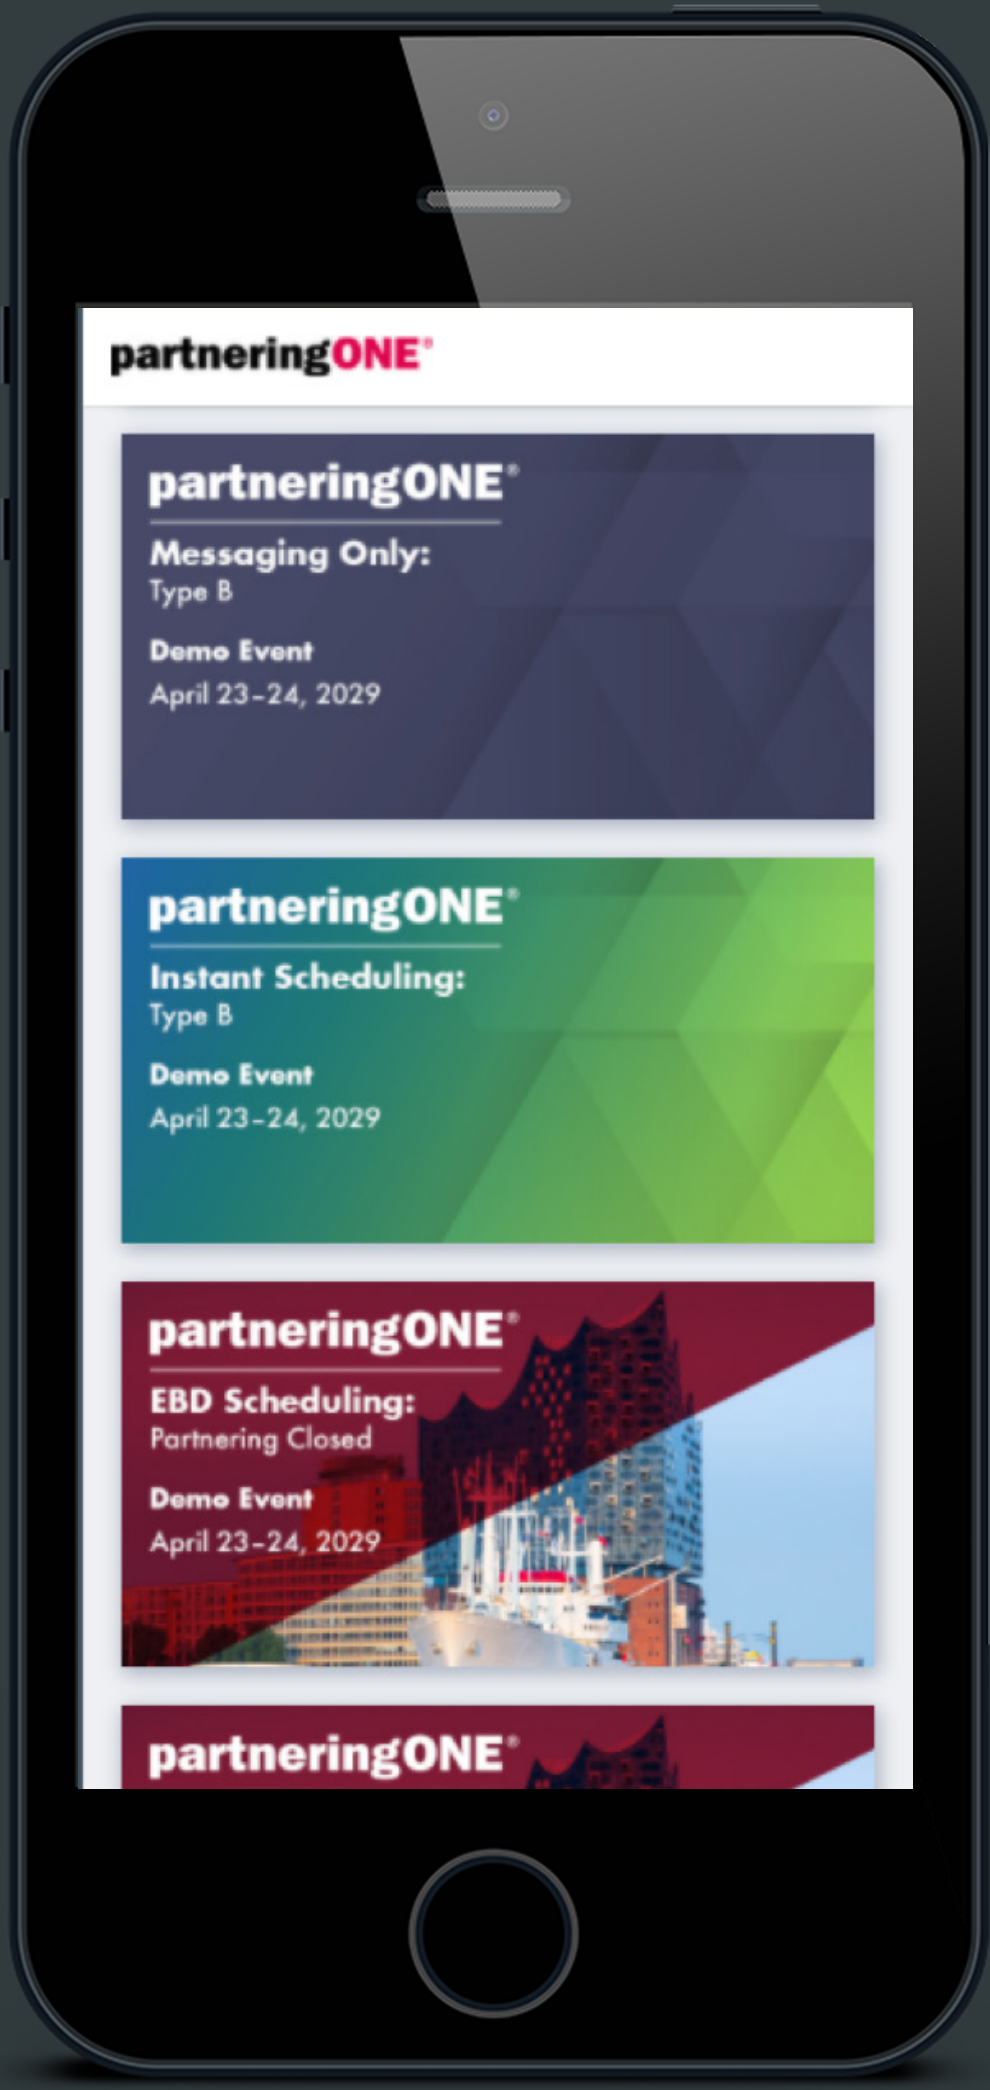 partneringONE®
partneringONE®
Messaging Only:
Type B
Demo Event
April 23–24, 2029
partneringONE®
Instant Scheduling:
Type B
Demo Event
April 23–24, 2029
partneringONE®
EBD Scheduling:
Partnering Closed
Demo Event
April 23–24, 2029
partneringONE®